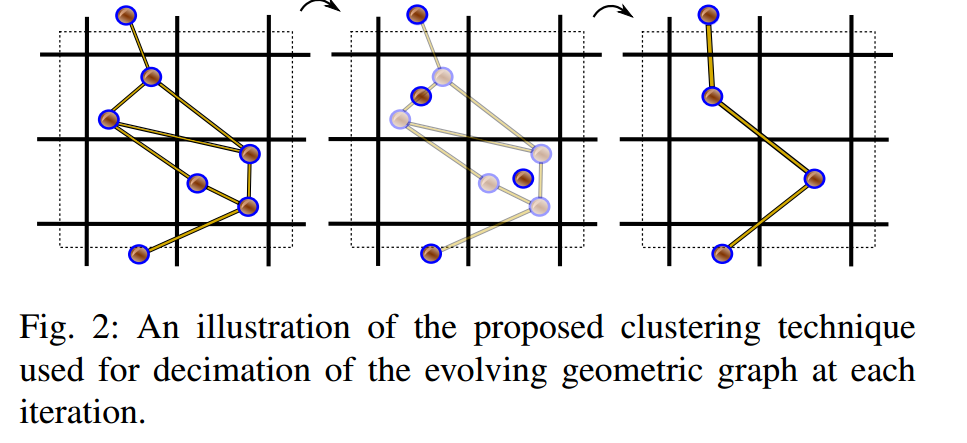 Fig. 2: An illustration of the proposed clustering technique
used for decimation of the evolving geometric graph at each
iteration.